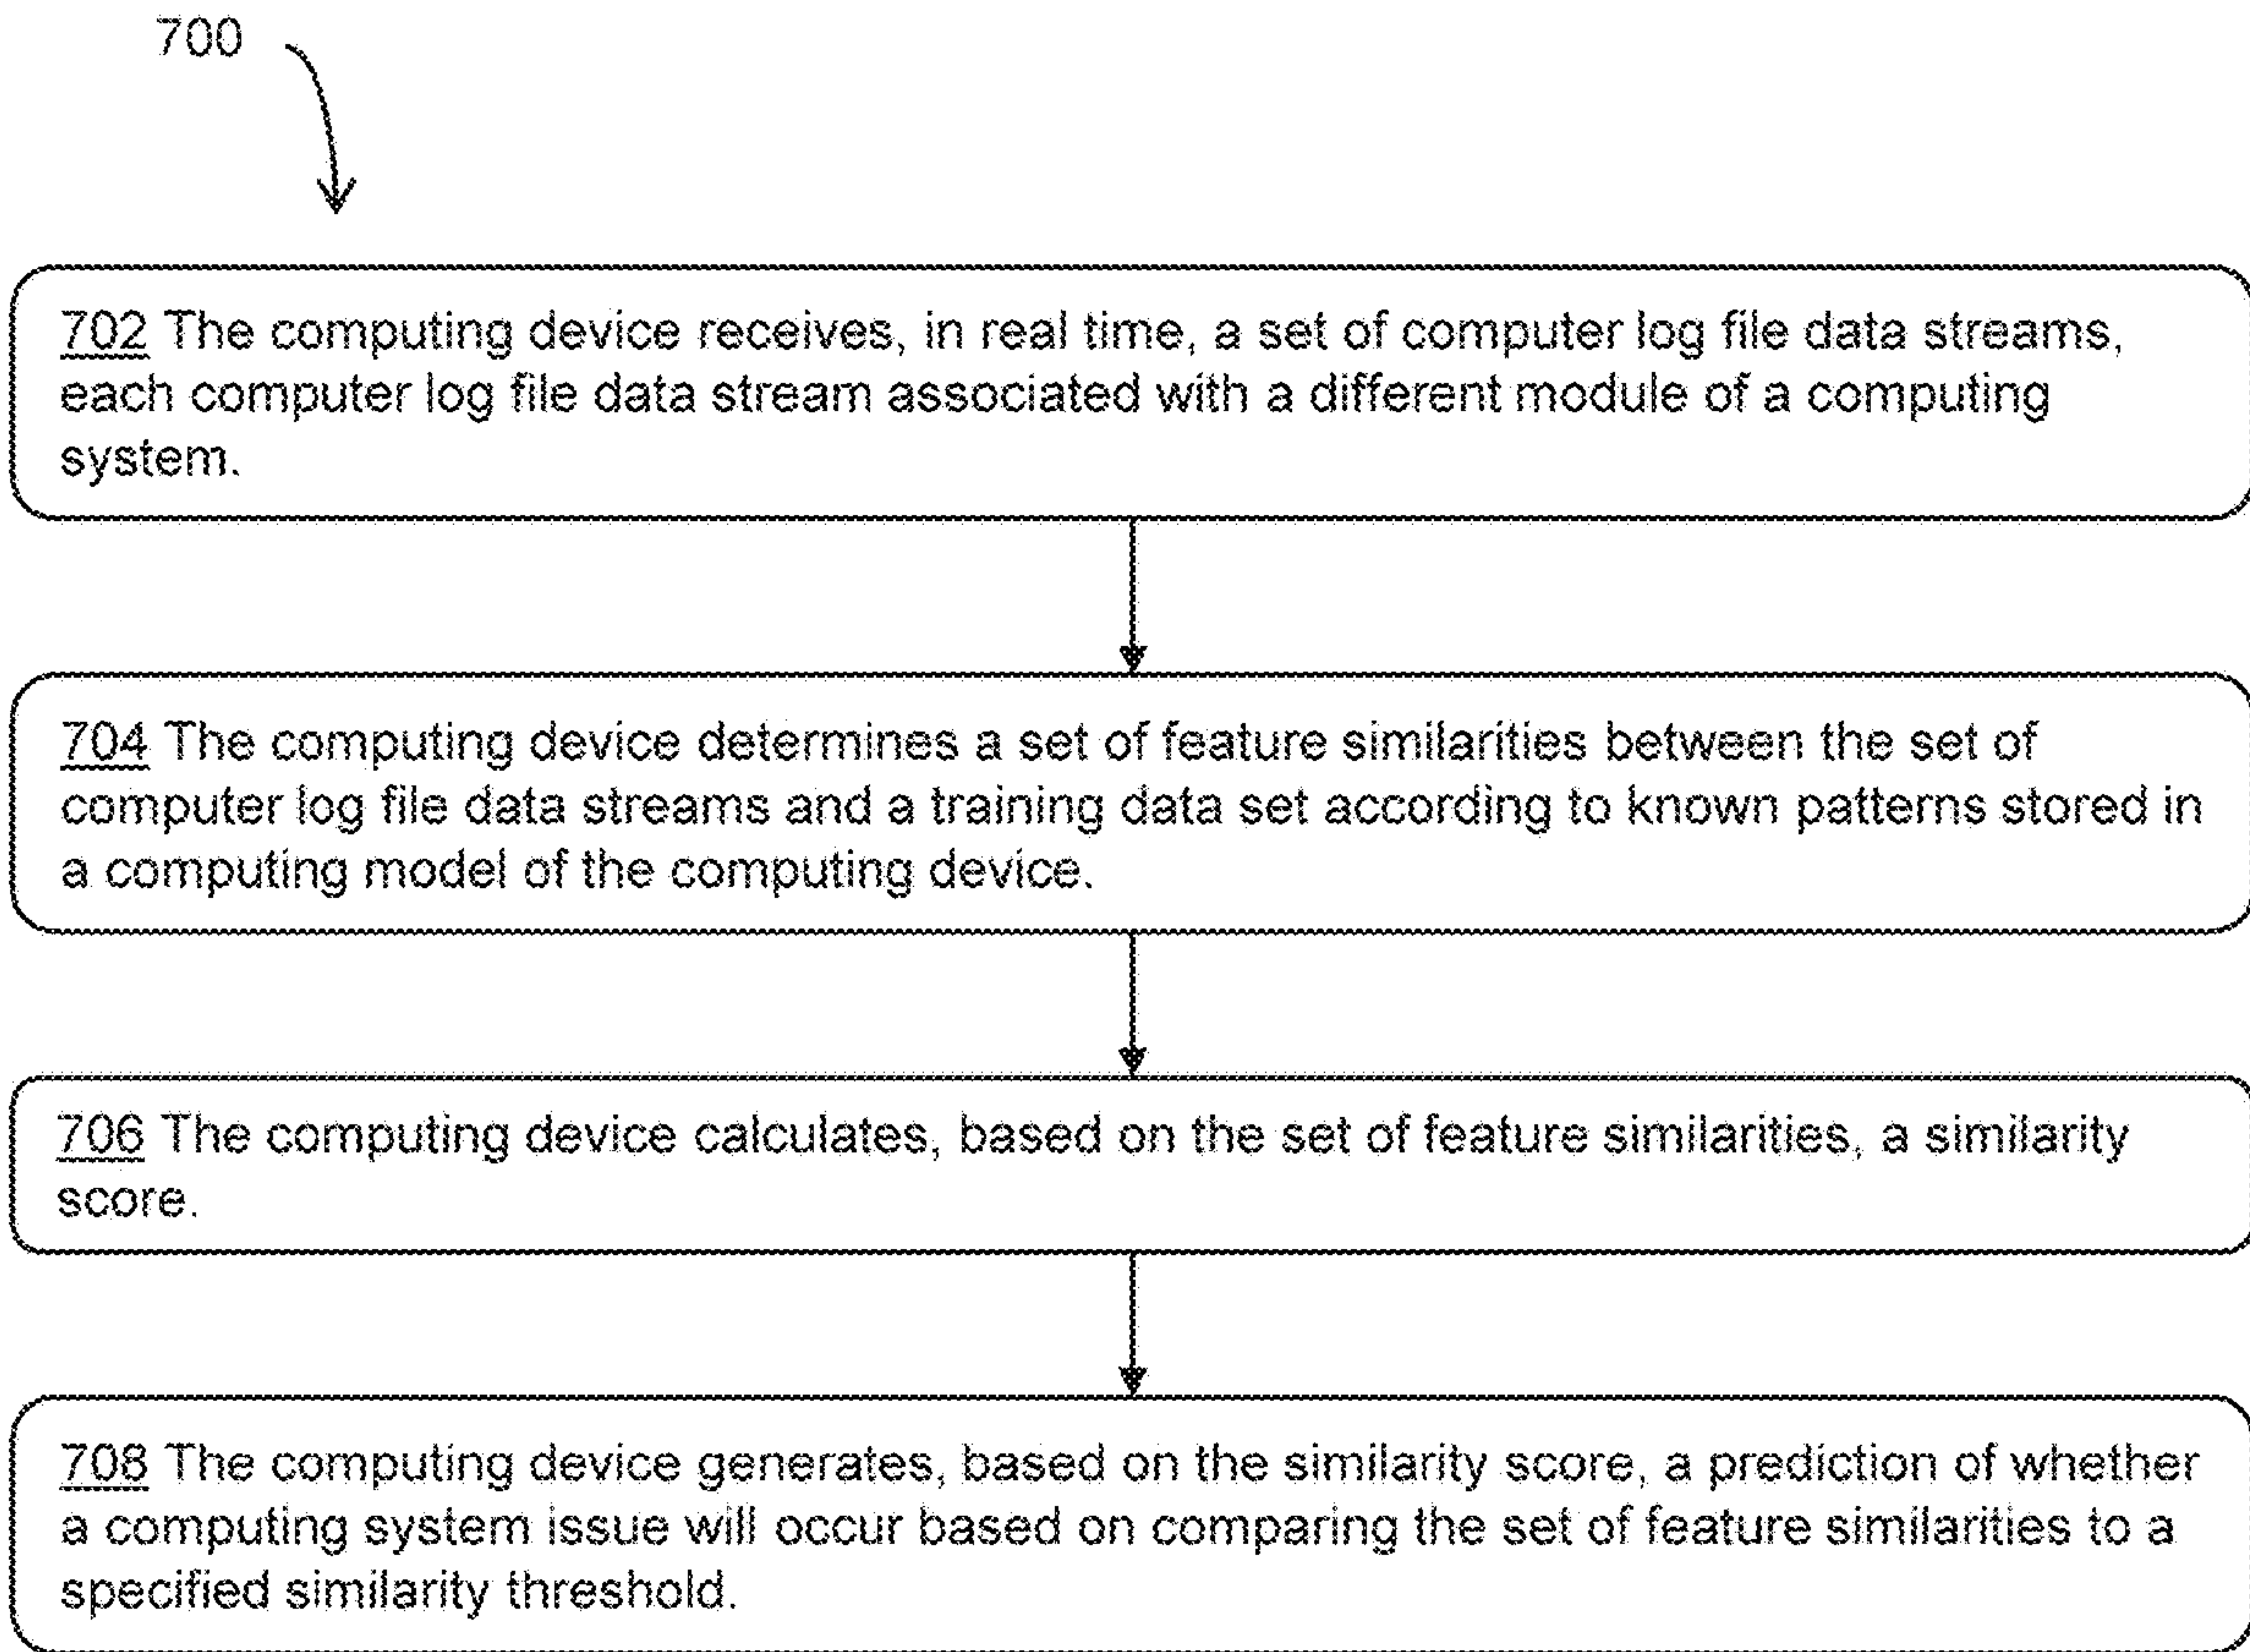 700
702 The computing device receives, in real time, a set of computer log file data streams,
each computer log file data stream associated with a different module of a computing
system.
704 The computing device determines a set of feature similarities between the set of
computer log file data streams and a training data set according to known patterns stored in
a computing model of the computing device.
706 The computing device calculates, based on the set of feature similarities, a similarity
score.
708 The computing device generates, based on the similarity score, a prediction of whether
a computing system issue will occur based on comparing the set of feature similarities to a
specified similarity threshold.